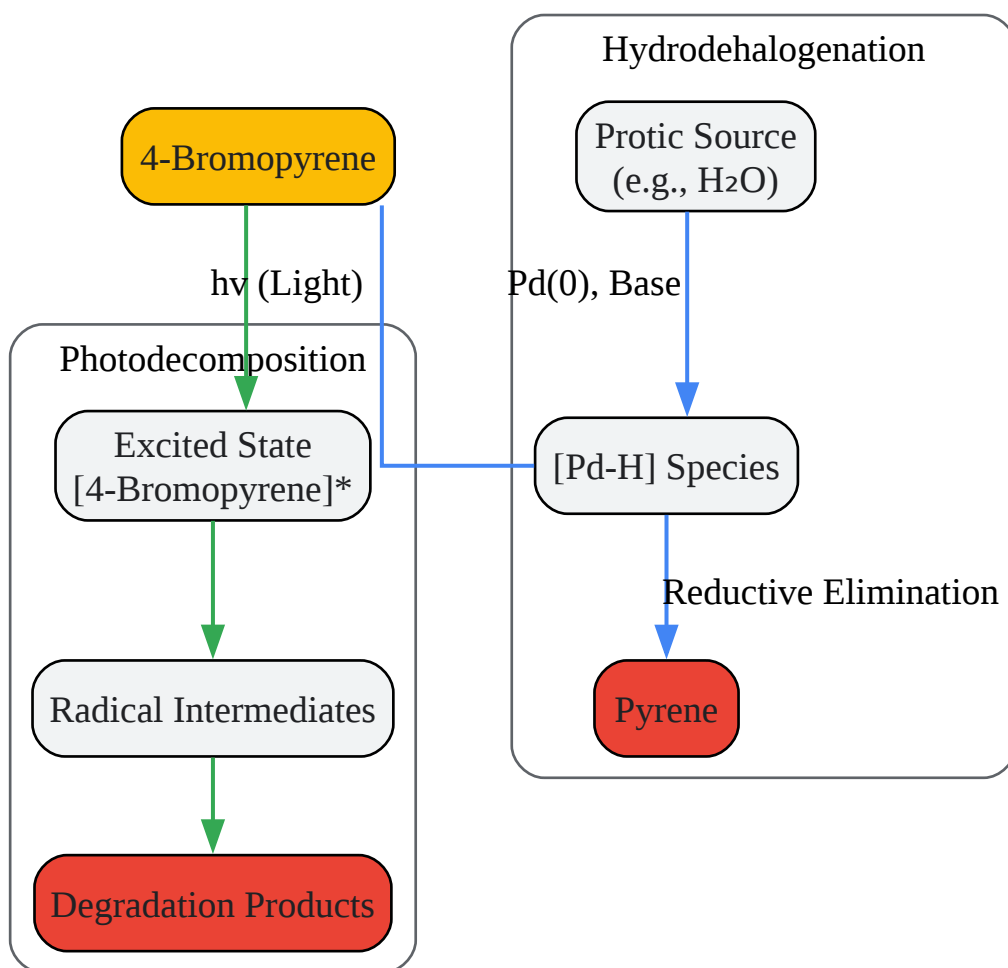 Hydrodehalogenation
4-Bromopyrene
Protic Source
(e.g., H₂O)
hv (Light)
Pd(0), Base
Photodecomposition
Excited State
[4-Bromopyrene]*
[Pd-H] Species
Reductive Elimination
Radical Intermediates
Pyrene
Degradation Products